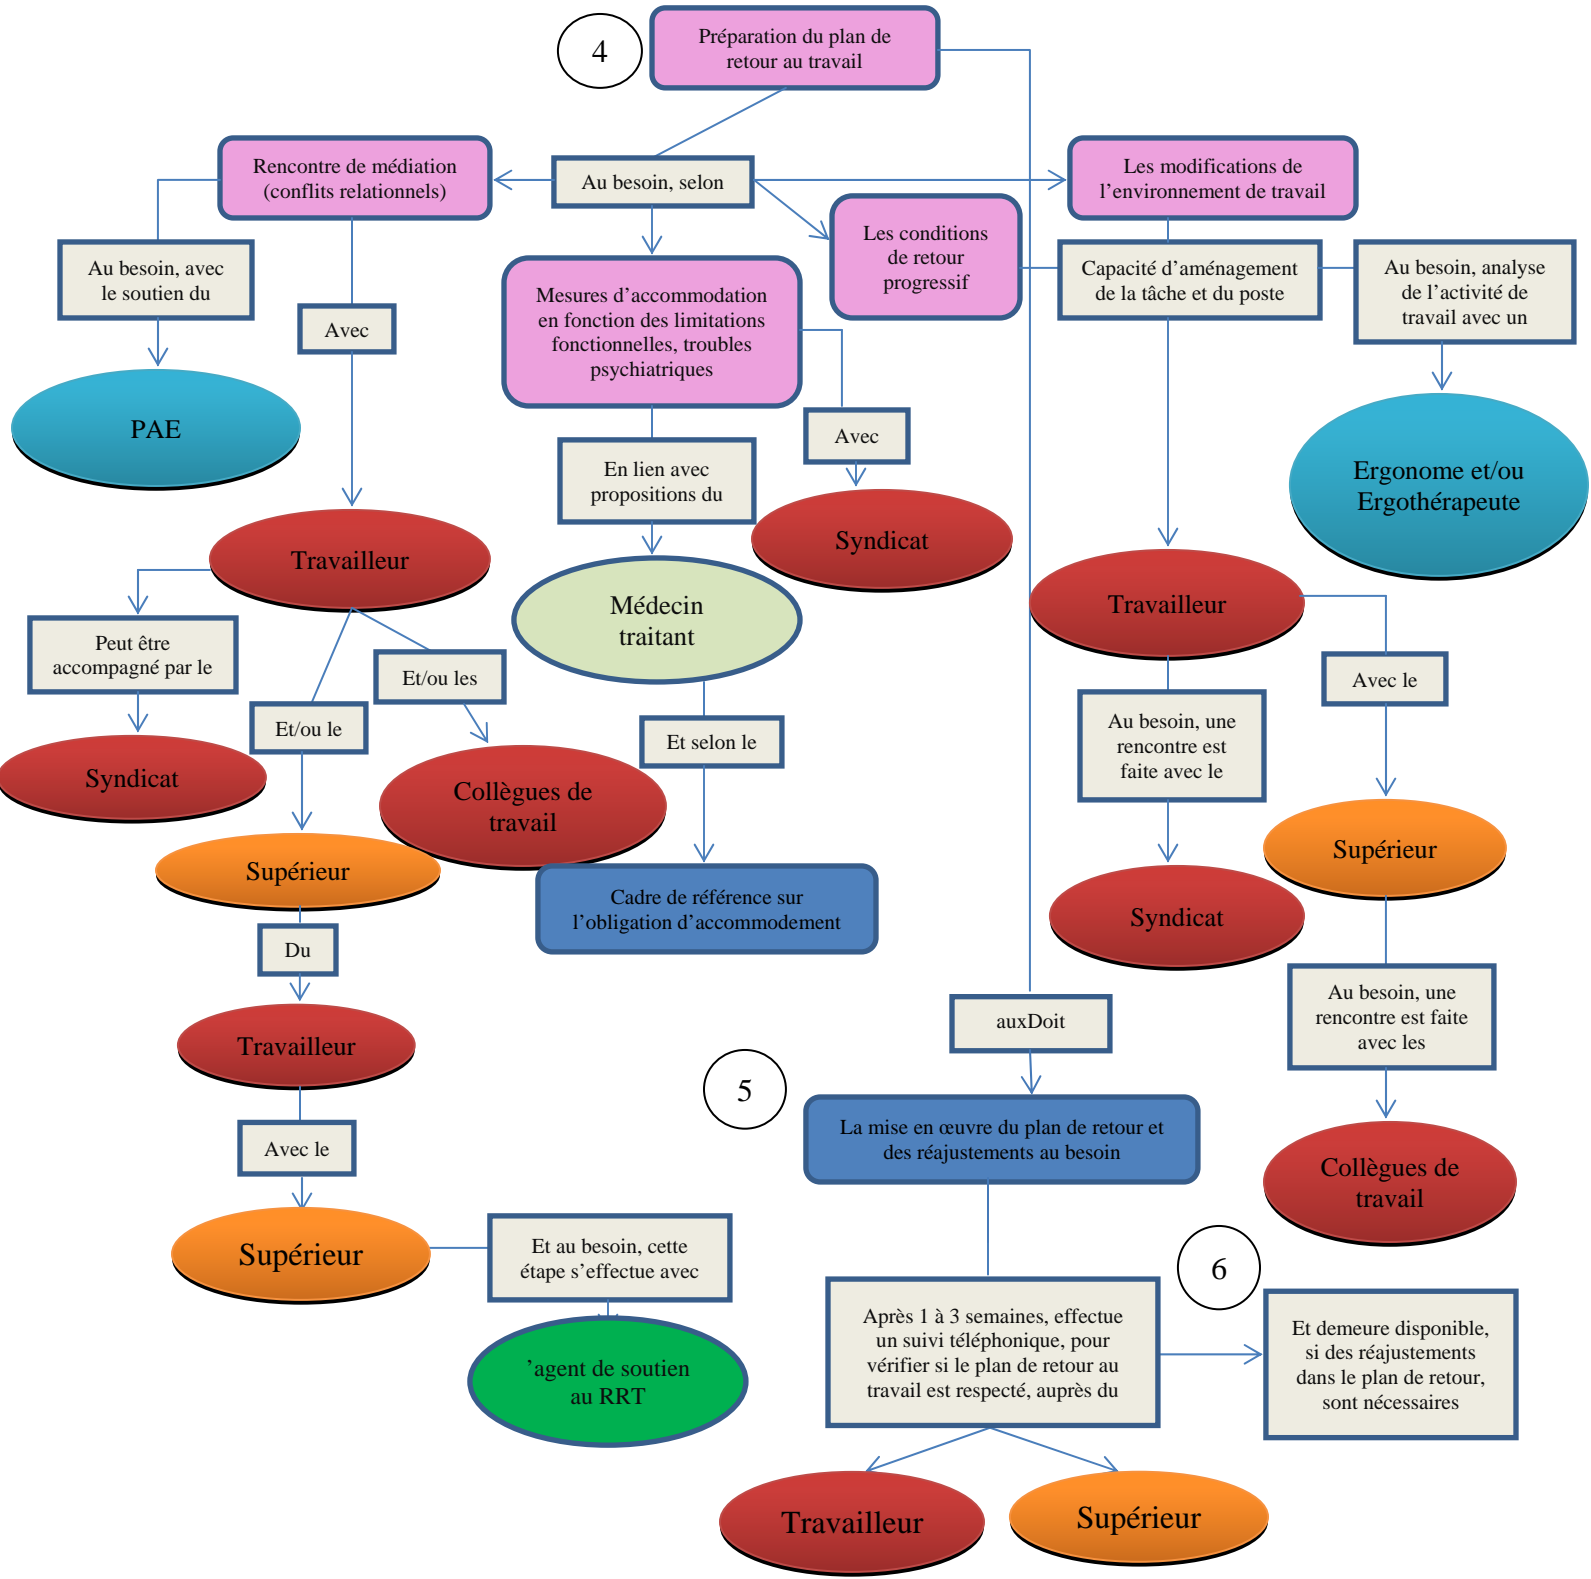 4
Préparation du plan de
retour au travail
Rencontre de médiation
(conflits relationnels)
Au besoin, selon
Les modifications de
l’environnement de travail
Les conditions
de retour
progressif
Au besoin, avec
le soutien du
Avec
Mesures d’accommodation
en fonction des limitations
fonctionnelles, troubles
psychiatriques
Capacité d’aménagement
de la tâche et du poste
Au besoin, analyse
de l’activité de
travail avec un
PAE
En lien avec
propositions du
Avec
Ergonome et/ou
Ergothérapeute
Travailleur
Syndicat
Médecin
traitant
Travailleur
Peut être
accompagné par le
Et/ou les
Et/ou le
Et selon le
Au besoin, une
rencontre est
faite avec le
Avec le
Syndicat
Collègues de
travail
Supérieur
Cadre de référence sur
l’obligation d’accommodement
Syndicat
Supérieur
Du
Travailleur
auxDoit
Au besoin, une
rencontre est faite
avec les
5
La mise en œuvre du plan de retour et
des réajustements au besoin
Avec le
Collègues de
travail
Supérieur
Et au besoin, cette
étape s’effectue avec
6
Après 1 à 3 semaines, effectue
un suivi téléphonique, pour
vérifier si le plan de retour au
travail est respecté, auprès du
Et demeure disponible,
si des réajustements
dans le plan de retour,
sont nécessaires
’agent de soutien
au RRT
Travailleur
Supérieur